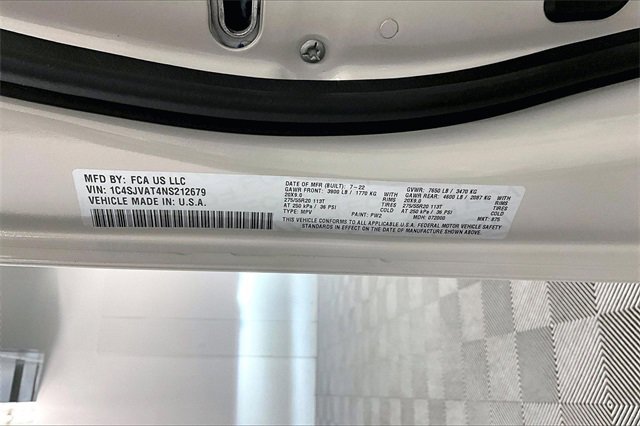 MFD BY: FCA US LLC
VIN: 1C4SJVAT4NS212679
VEHICLE MADE IN: U.S.A.
DATE OF MFR (BUILT): 7-22 GVWR: 7650 LB / 3470 KG
GAWR FRONT: 3900 LB / 1770 KG WITH GAWR REAR: 4600 LB / 2087 KG WITH
20X9.0 RIMS 20X9.0 RIMS
275/55R20 113T TIRES 275/55R20 113T TIRES
AT 250 kPa / 36 PSI COLD AT 250 kPa / 36 PSI COLD
TYPE: MPV PAINT: PW2 MDH: 072000 MKT: 875
THIS VEHICLE CONFORMS TO ALL APPLICABLE U.S.A. FEDERAL MOTOR VEHICLE SAFETY
STANDARDS IN EFFECT ON THE DATE OF MANUFACTURE SHOWN ABOVE